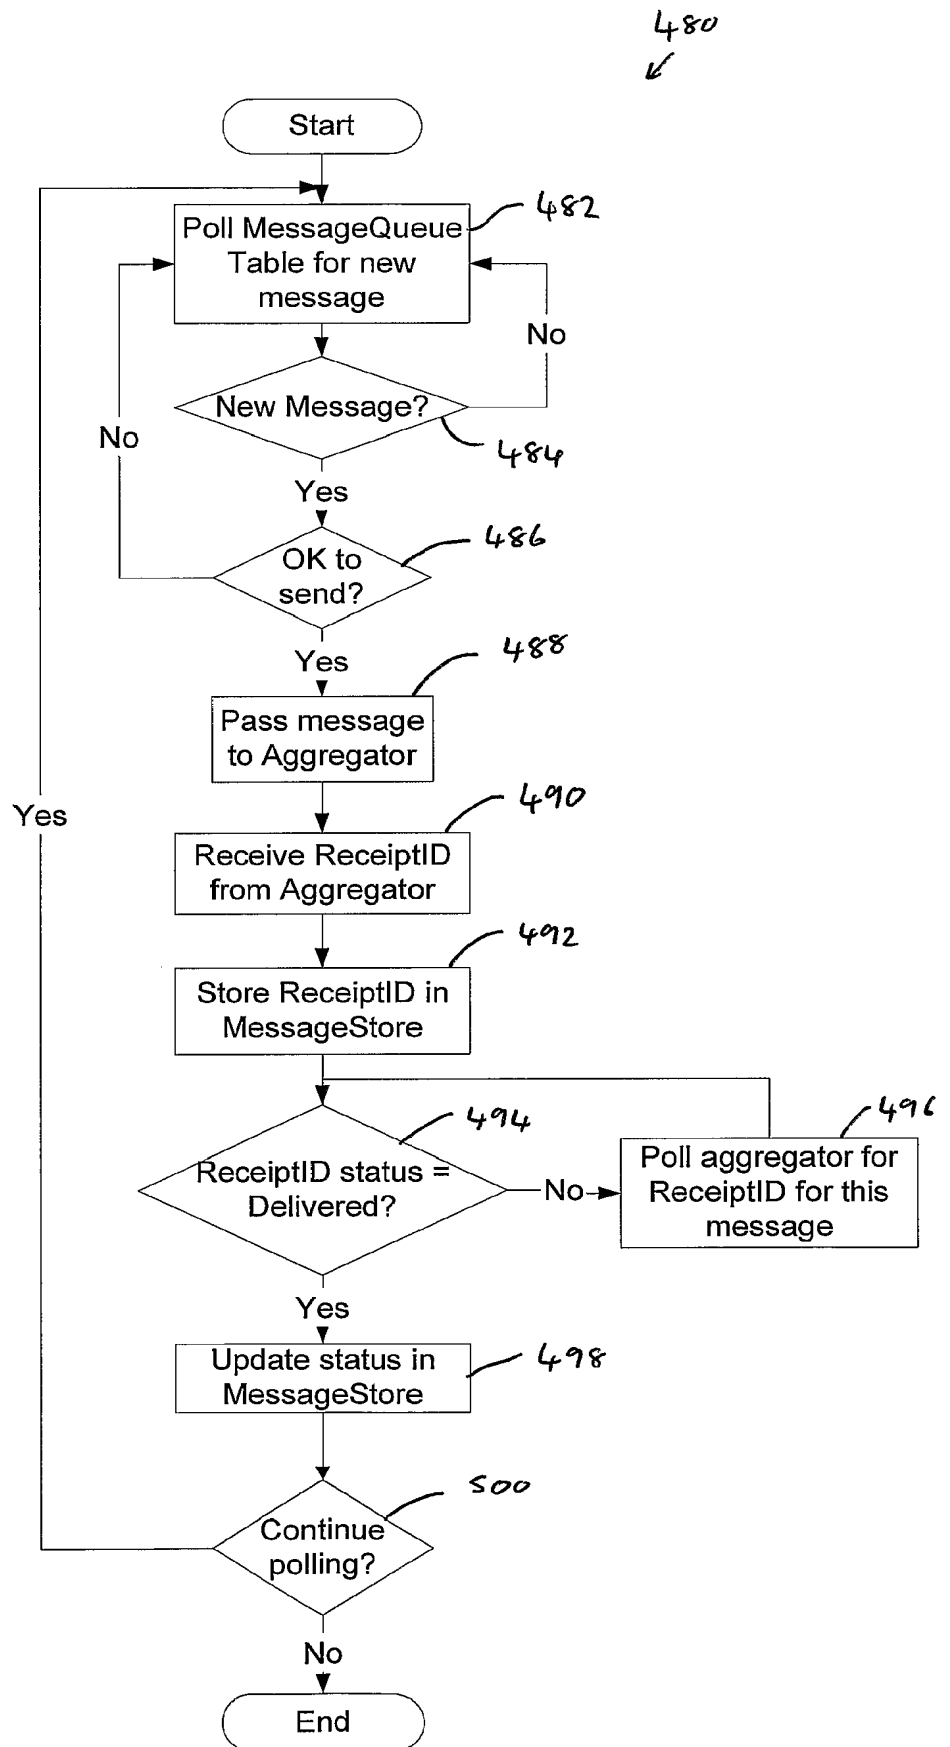 480
Start
482
Poll MessageQueue
Table for new
message
No
New Message?
484
No
Yes
486
OK to
send?
Yes
488
Pass message
to Aggregator
490
Yes
Receive ReceiptID
from Aggregator
492
Store ReceiptID in
MessageStore
494
496
ReceiptID status =
Delivered?
No
Poll aggregator for
ReceiptID for this
message
Yes
498
Update status in
MessageStore
500
Continue
polling?
No
End